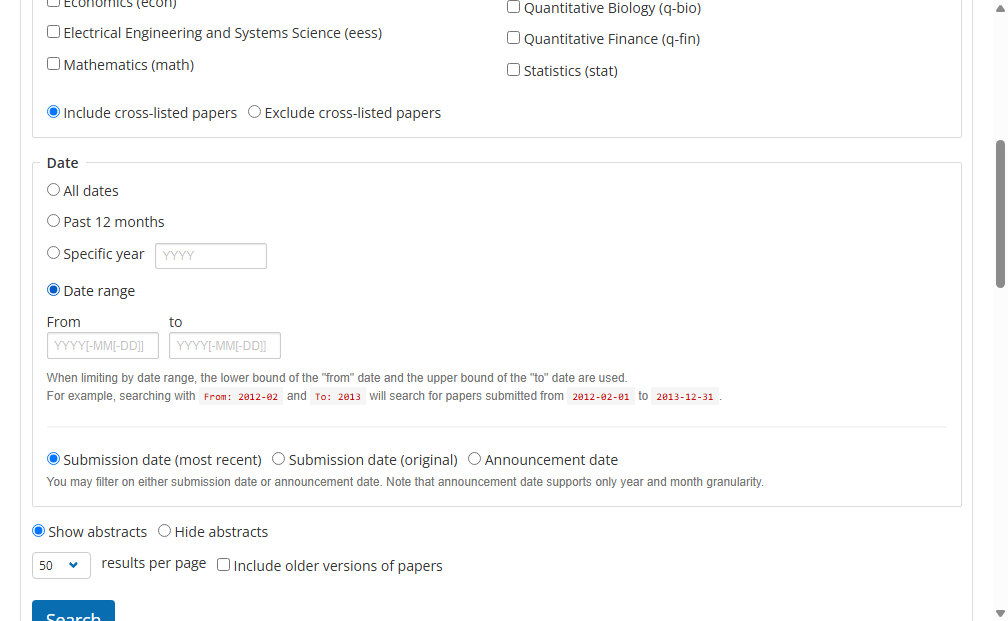 Economics (econ)
Quantitative Biology (q-bio)
Electrical Engineering and Systems Science (eess)
Quantitative Finance (q-fin)
Mathematics (math)
Statistics (stat)
Include cross-listed papers Exclude cross-listed papers
Date
All dates
Past 12 months
Specific year YYYY
Date range
From to
YYYY[-MM[-DD]] YYYY[-MM[-DD]]
When limiting by date range, the lower bound of the "from" date and the upper bound of the "to" date are used.
For example, searching with From: 2012-02 and To: 2013 will search for papers submitted from 2012-02-01 to 2013-12-31 .
Submission date (most recent) Submission date (original) Announcement date
You may filter on either submission date or announcement date. Note that announcement date supports only year and month granularity.
Show abstracts Hide abstracts
50 results per page Include older versions of papers
Search